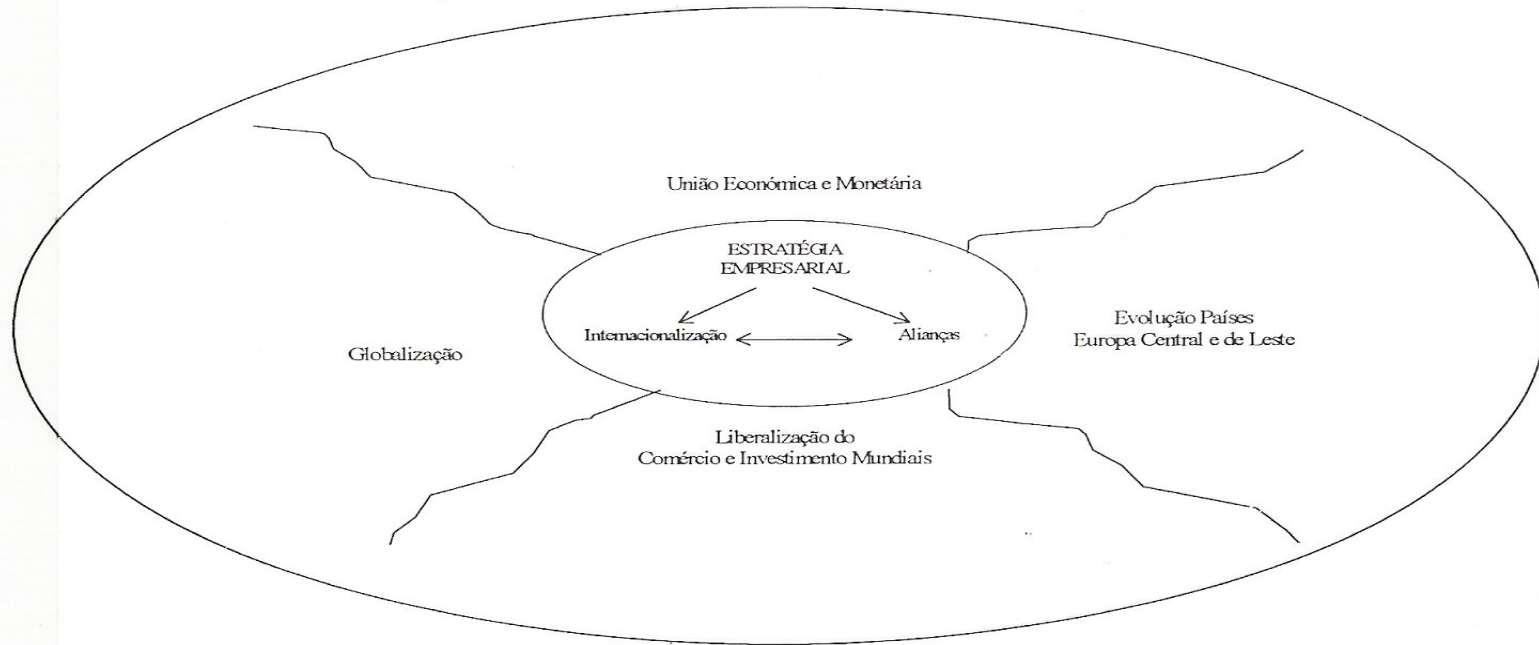 União Económica e Monetária
ESTRATÉGIA
EMPRESARIAL
Internacionalização
Alianças
Globalização
Evolução Países
Europa Central e de Leste
Liberalização do
Comércio e Investimento Mundiais